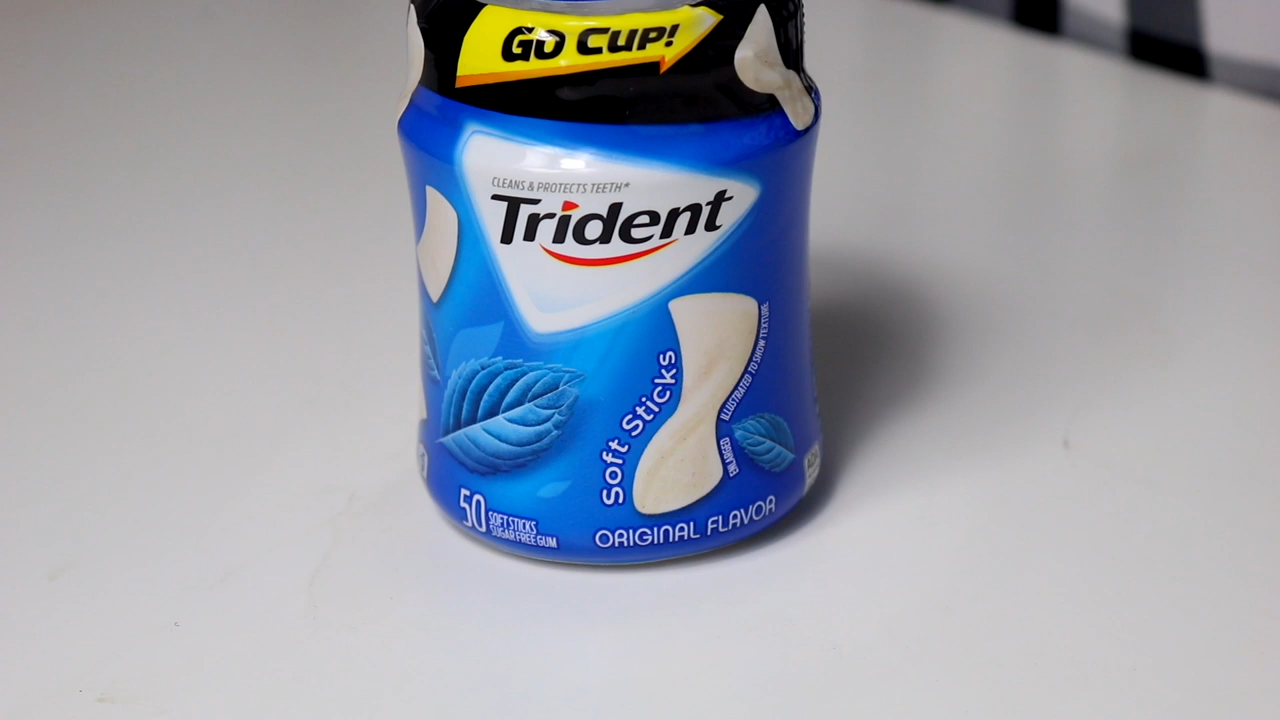 GO CUP!
CLEANS & PROTECTS TEETH*
Trident
Soft Sticks
ENLARGED ILLUSTRATED TO SHOW TEXTURE
50 SOFT STICKS
SUGAR FREE GUM
ORIGINAL FLAVOR
ADA